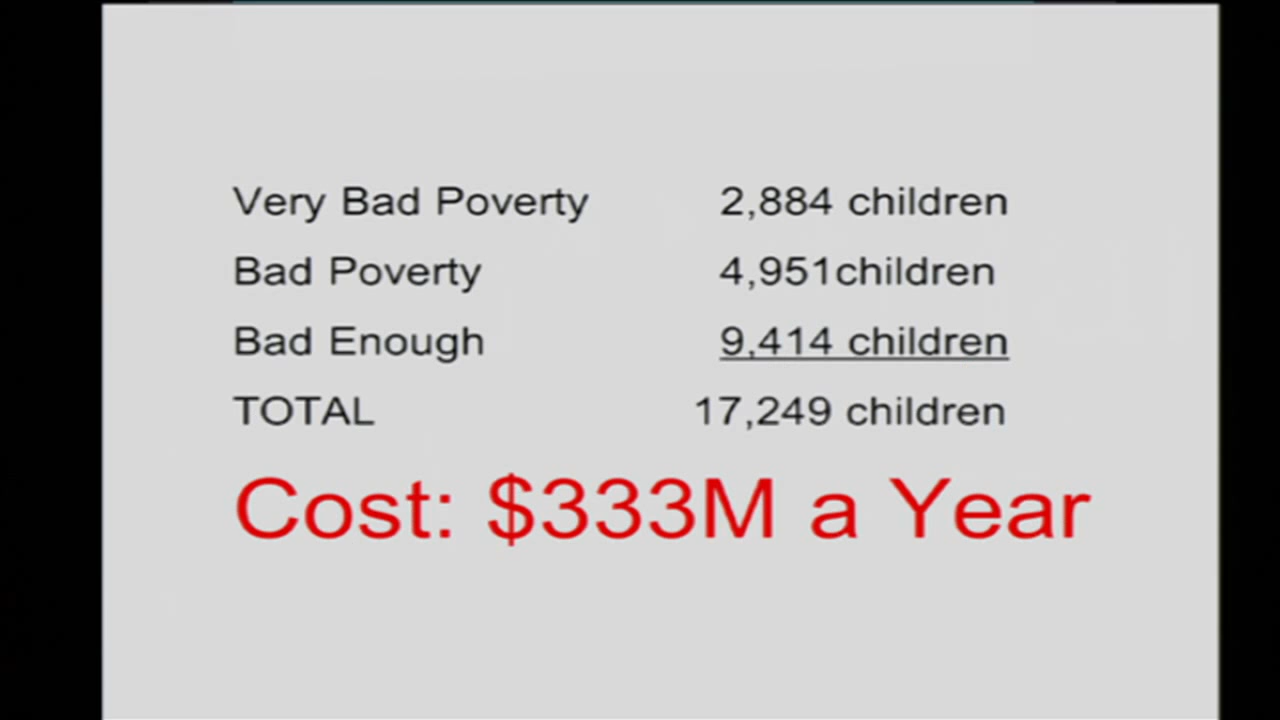 Very Bad Poverty 2,884 children
Bad Poverty 4,951children
Bad Enough 9,414 children
TOTAL 17,249 children
Cost: $333M a Year